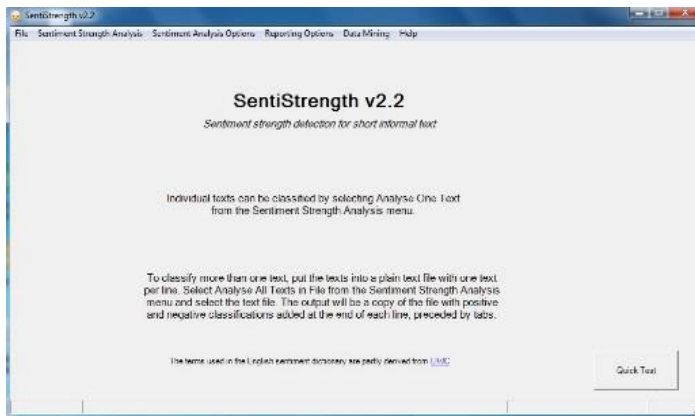 SentiStrength v2.2
File Sentiment Strength Analysis Sentiment Analysis Options Reporting Options Data Mining Help
SentiStrength v2.2
Sentiment strength detection for short informal text
Individual texts can be classified by selecting Analyse One Text
from the Sentiment Strength Analysis menu.
To classify more than one text, put the texts into a plain text file with one text
per line. Select Analyse All Texts in File from the Sentiment Strength Analysis
menu and select the text file. The output will be a copy of the file with positive
and negative classifications added at the end of each line, preceded by tabs.
The terms used in the English sentiment dictionary are partly derived from LIWC
Quick Test